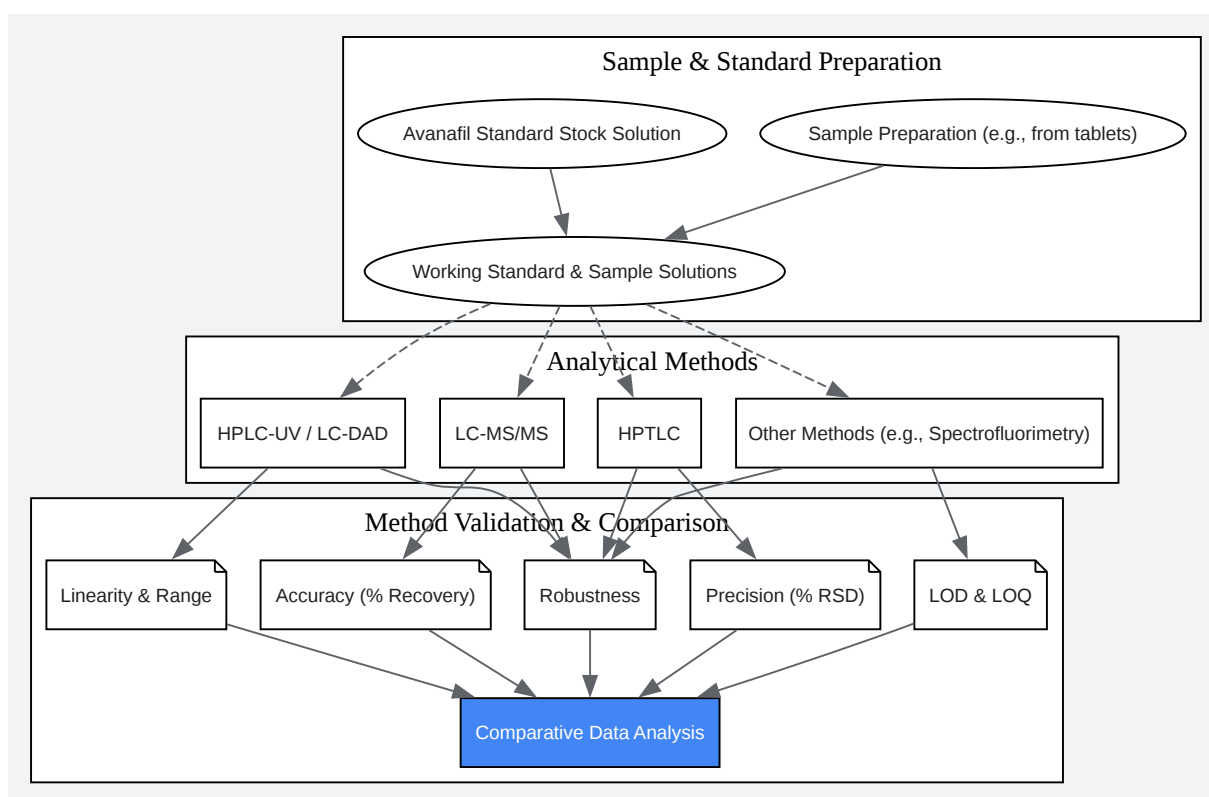 Sample & Standard Preparation
Avanafil Standard Stock Solution
Sample Preparation (e.g., from tablets)
Working Standard & Sample Solutions
Analytical Methods
HPLC-UV / LC-DAD
LC-MS/MS
HPTLC
Other Methods (e.g., Spectrofluorimetry)
Method Validation & Comparison
Linearity & Range
Accuracy (% Recovery)
Robustness
Precision (% RSD)
LOD & LOQ
Comparative Data Analysis